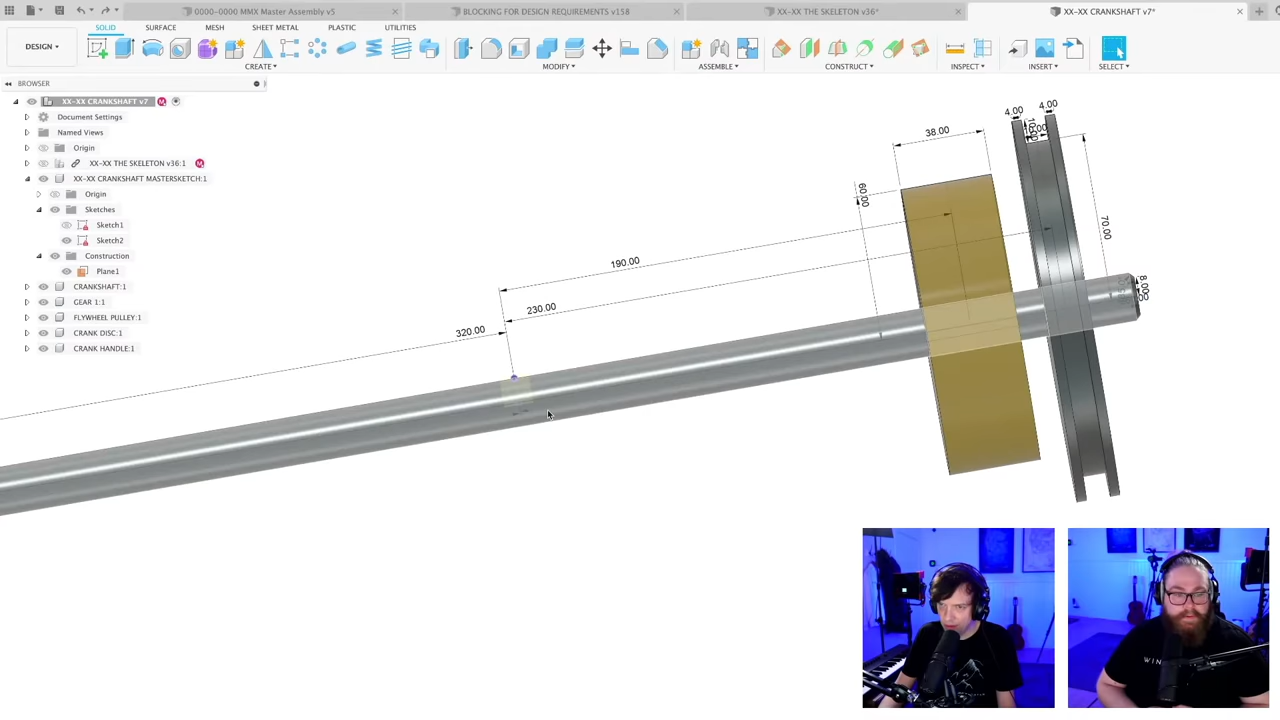 0000-0000 MMX Master Assembly v5
BLOCKING FOR DESIGN REQUIREMENTS v158
XX-XX THE SKELETON v36*
XX-XX CRANKSHAFT v7*
SOLID
SURFACE
MESH
SHEET METAL
PLASTIC
UTILITIES
DESIGN
CREATE
MODIFY
ASSEMBLE
CONSTRUCT
INSPECT
INSERT
SELECT
BROWSER
XX-XX CRANKSHAFT v7
Document Settings
Named Views
Origin
XX-XX THE SKELETON v36:1
XX-XX CRANKSHAFT MASTERSKETCH:1
Origin
Sketches
Sketch1
Sketch2
Construction
Plane1
CRANKSHAFT:1
GEAR 1:1
FLYWHEEL PULLEY:1
CRANK DISC:1
CRANK HANDLE:1
4.00
4.00
38.00
60.00
70.00
190.00
230.00
320.00
WIN